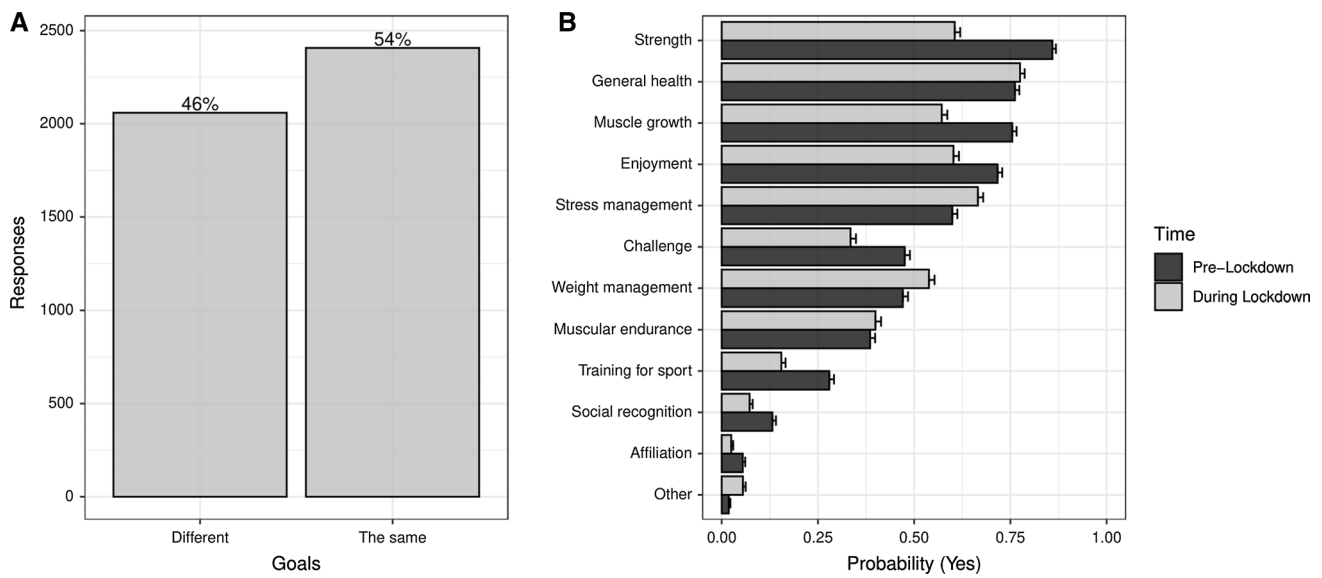 A
Responses
2500
2000
1500
1000
500
0
46%
54%
Different
The same
Goals
B
Strength
General health
Muscle growth
Enjoyment
Stress management
Challenge
Weight management
Muscular endurance
Training for sport
Social recognition
Affiliation
Other
0.00
0.25
0.50
0.75
1.00
Probability (Yes)
Time
Pre−Lockdown
During Lockdown